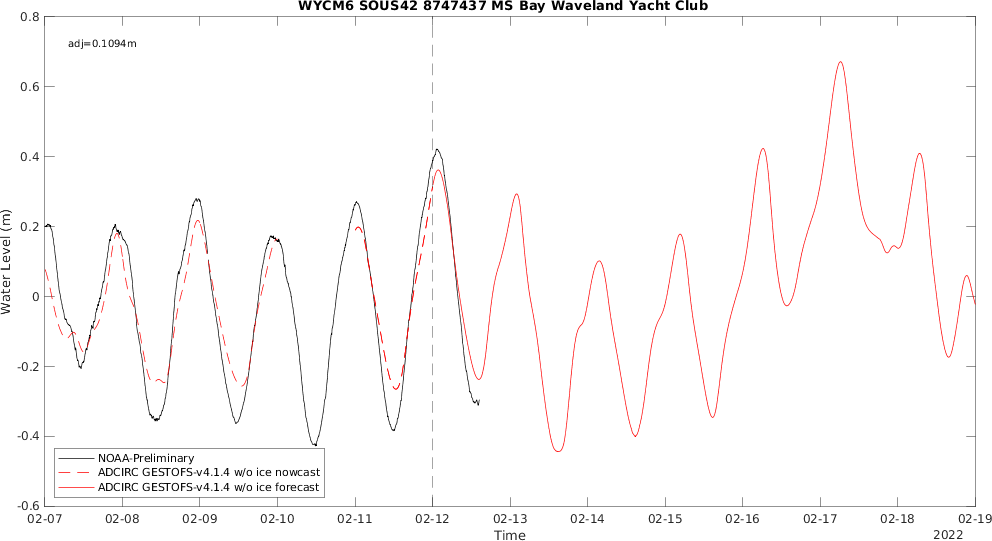 WYCM6 SOUS42 8747437 MS Bay Waveland Yacht Club
adj=0.1094m
0.8
0.6
0.4
0.2
0
-0.2
-0.4
-0.6
Water Level (m)
NOAA-Preliminary
ADCIRC GESTOFS-v4.1.4 w/o ice nowcast
ADCIRC GESTOFS-v4.1.4 w/o ice forecast
02-07 02-08 02-09 02-10 02-11 02-12 02-13 02-14 02-15 02-16 02-17 02-18 02-19
Time
2022